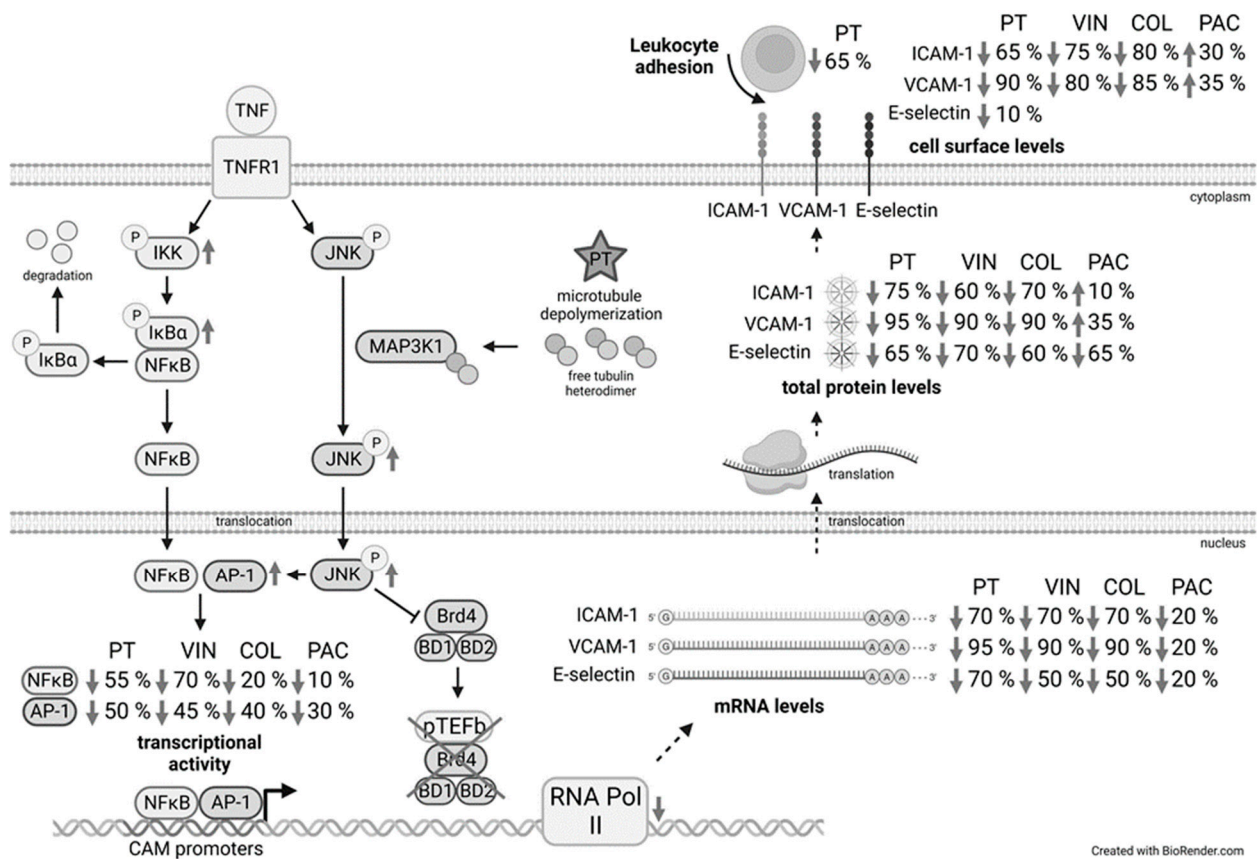 PT
Leukocyte
adhesion
↓ 65 %
PT VIN COL PAC
ICAM-1 ↓ 65 % ↓ 75 % ↓ 80 % ↑ 30 %
VCAM-1 ↓ 90 % ↓ 80 % ↓ 85 % ↑ 35 %
E-selectin ↓ 10 %
cell surface levels
TNF
TNFR1
cytoplasm
ICAM-1 VCAM-1 E-selectin
P
IKK ↑
JNK P
degradation
P
IκBα ↑
NFκB
P
IκBα
PT
microtubule
depolymerization
MAP3K1
free tubulin
heterodimer
PT VIN COL PAC
ICAM-1 ↓ 75 % ↓ 60 % ↓ 70 % ↑ 10 %
VCAM-1 ↓ 95 % ↓ 90 % ↓ 90 % ↑ 35 %
E-selectin ↓ 65 % ↓ 70 % ↓ 60 % ↓ 65 %
total protein levels
NFκB
JNK P ↑
translation
translocation
translocation
nucleus
NFκB AP-1 ↑
JNK P ↑
Brd4
BD1 BD2
PT VIN COL PAC
NFκB ↓ 55 % ↓ 70 % ↓ 20 % ↓ 10 %
AP-1 ↓ 50 % ↓ 45 % ↓ 40 % ↓ 30 %
transcriptional
activity
pTEFb
Brd4
BD1 BD2
PT VIN COL PAC
ICAM-1 5' G A A A 3' ↓ 70 % ↓ 70 % ↓ 70 % ↓ 20 %
VCAM-1 5' G A A A 3' ↓ 95 % ↓ 90 % ↓ 90 % ↓ 20 %
E-selectin 5' G A A A 3' ↓ 70 % ↓ 50 % ↓ 50 % ↓ 20 %
mRNA levels
NFκB AP-1
CAM promoters
RNA Pol
II
Created with BioRender.com